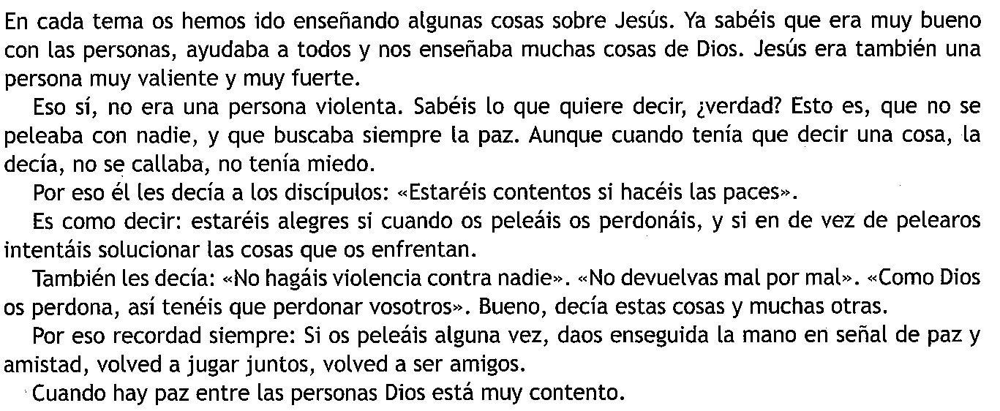 En cada tema os hemos ido enseñando algunas cosas sobre Jesús. Ya sabéis que era muy bueno
con las personas, ayudaba a todos y nos enseñaba muchas cosas de Dios. Jesús era también una
persona muy valiente y muy fuerte.
Eso sí, no era una persona violenta. Sabéis lo que quiere decir, ¿verdad? Esto es, que no se
peleaba con nadie, y que buscaba siempre la paz. Aunque cuando tenía que decir una cosa, la
decía, no se callaba, no tenía miedo.
Por eso él les decía a los discípulos: «Estaréis contentos si hacéis las paces».
Es como decir: estaréis alegres si cuando os peleáis os perdonáis, y si en de vez de pelearos
intentáis solucionar las cosas que os enfrentan.
También les decía: «No hagáis violencia contra nadie». «No devuelvas mal por mal». «Como Dios
os perdona, así tenéis que perdonar vosotros». Bueno, decía estas cosas y muchas otras.
Por eso recordad siempre: Si os peleáis alguna vez, daos enseguida la mano en señal de paz y
amistad, volved a jugar juntos, volved a ser amigos.
Cuando hay paz entre las personas Dios está muy contento.